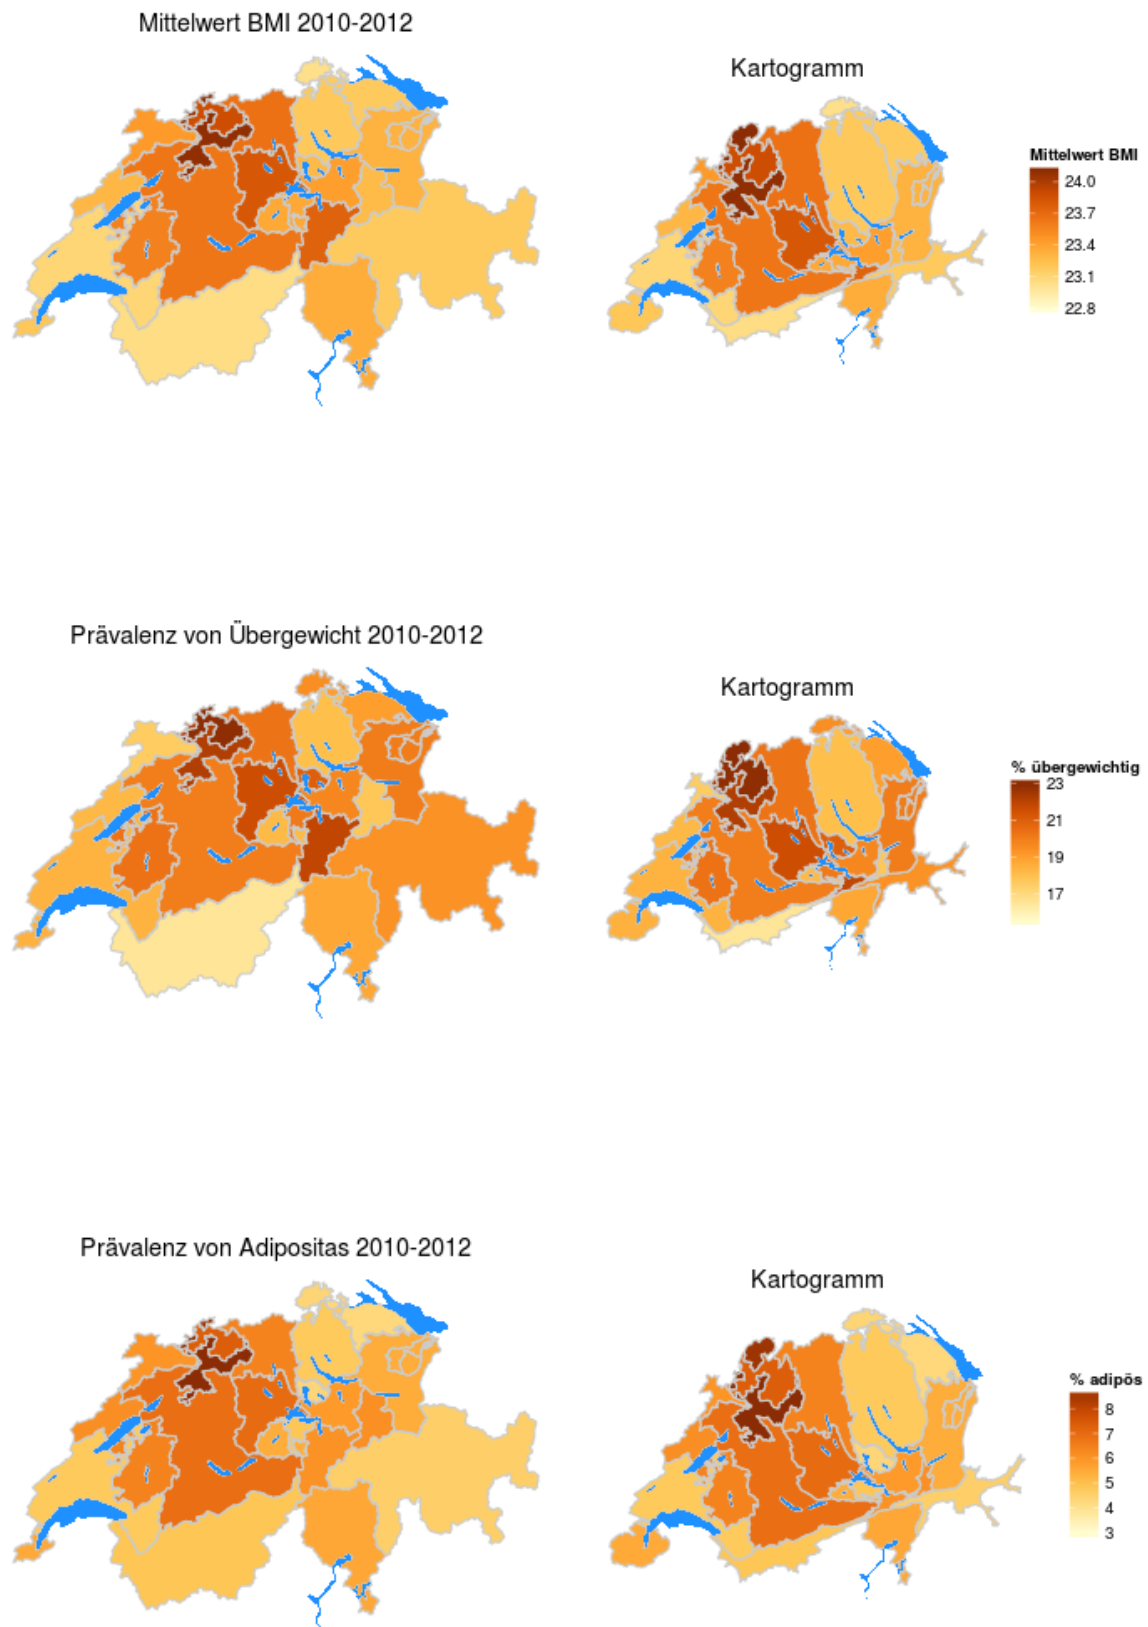 Mittelwert BMI 2010-2012
Kartogramm
Mittelwert BMI
24.0
23.7
23.4
23.1
22.8
Prävalenz von Übergewicht 2010-2012
Kartogramm
% übergewichtig
23
21
19
17
Prävalenz von Adipositas 2010-2012
Kartogramm
% adipös
8
7
6
5
4
3